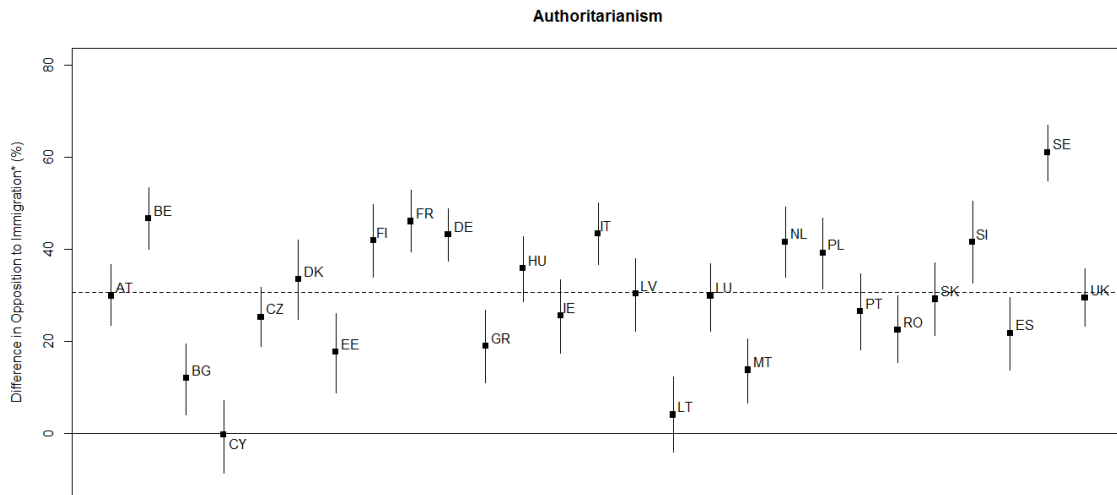 Authoritarianism
Difference in Opposition to Immigration* (%)
80
60
40
20
0
AT
BE
BG
CY
CZ
DK
EE
FI
FR
DE
GR
HU
IE
IT
LV
LT
LU
MT
NL
PL
PT
RO
SK
SI
ES
SE
UK